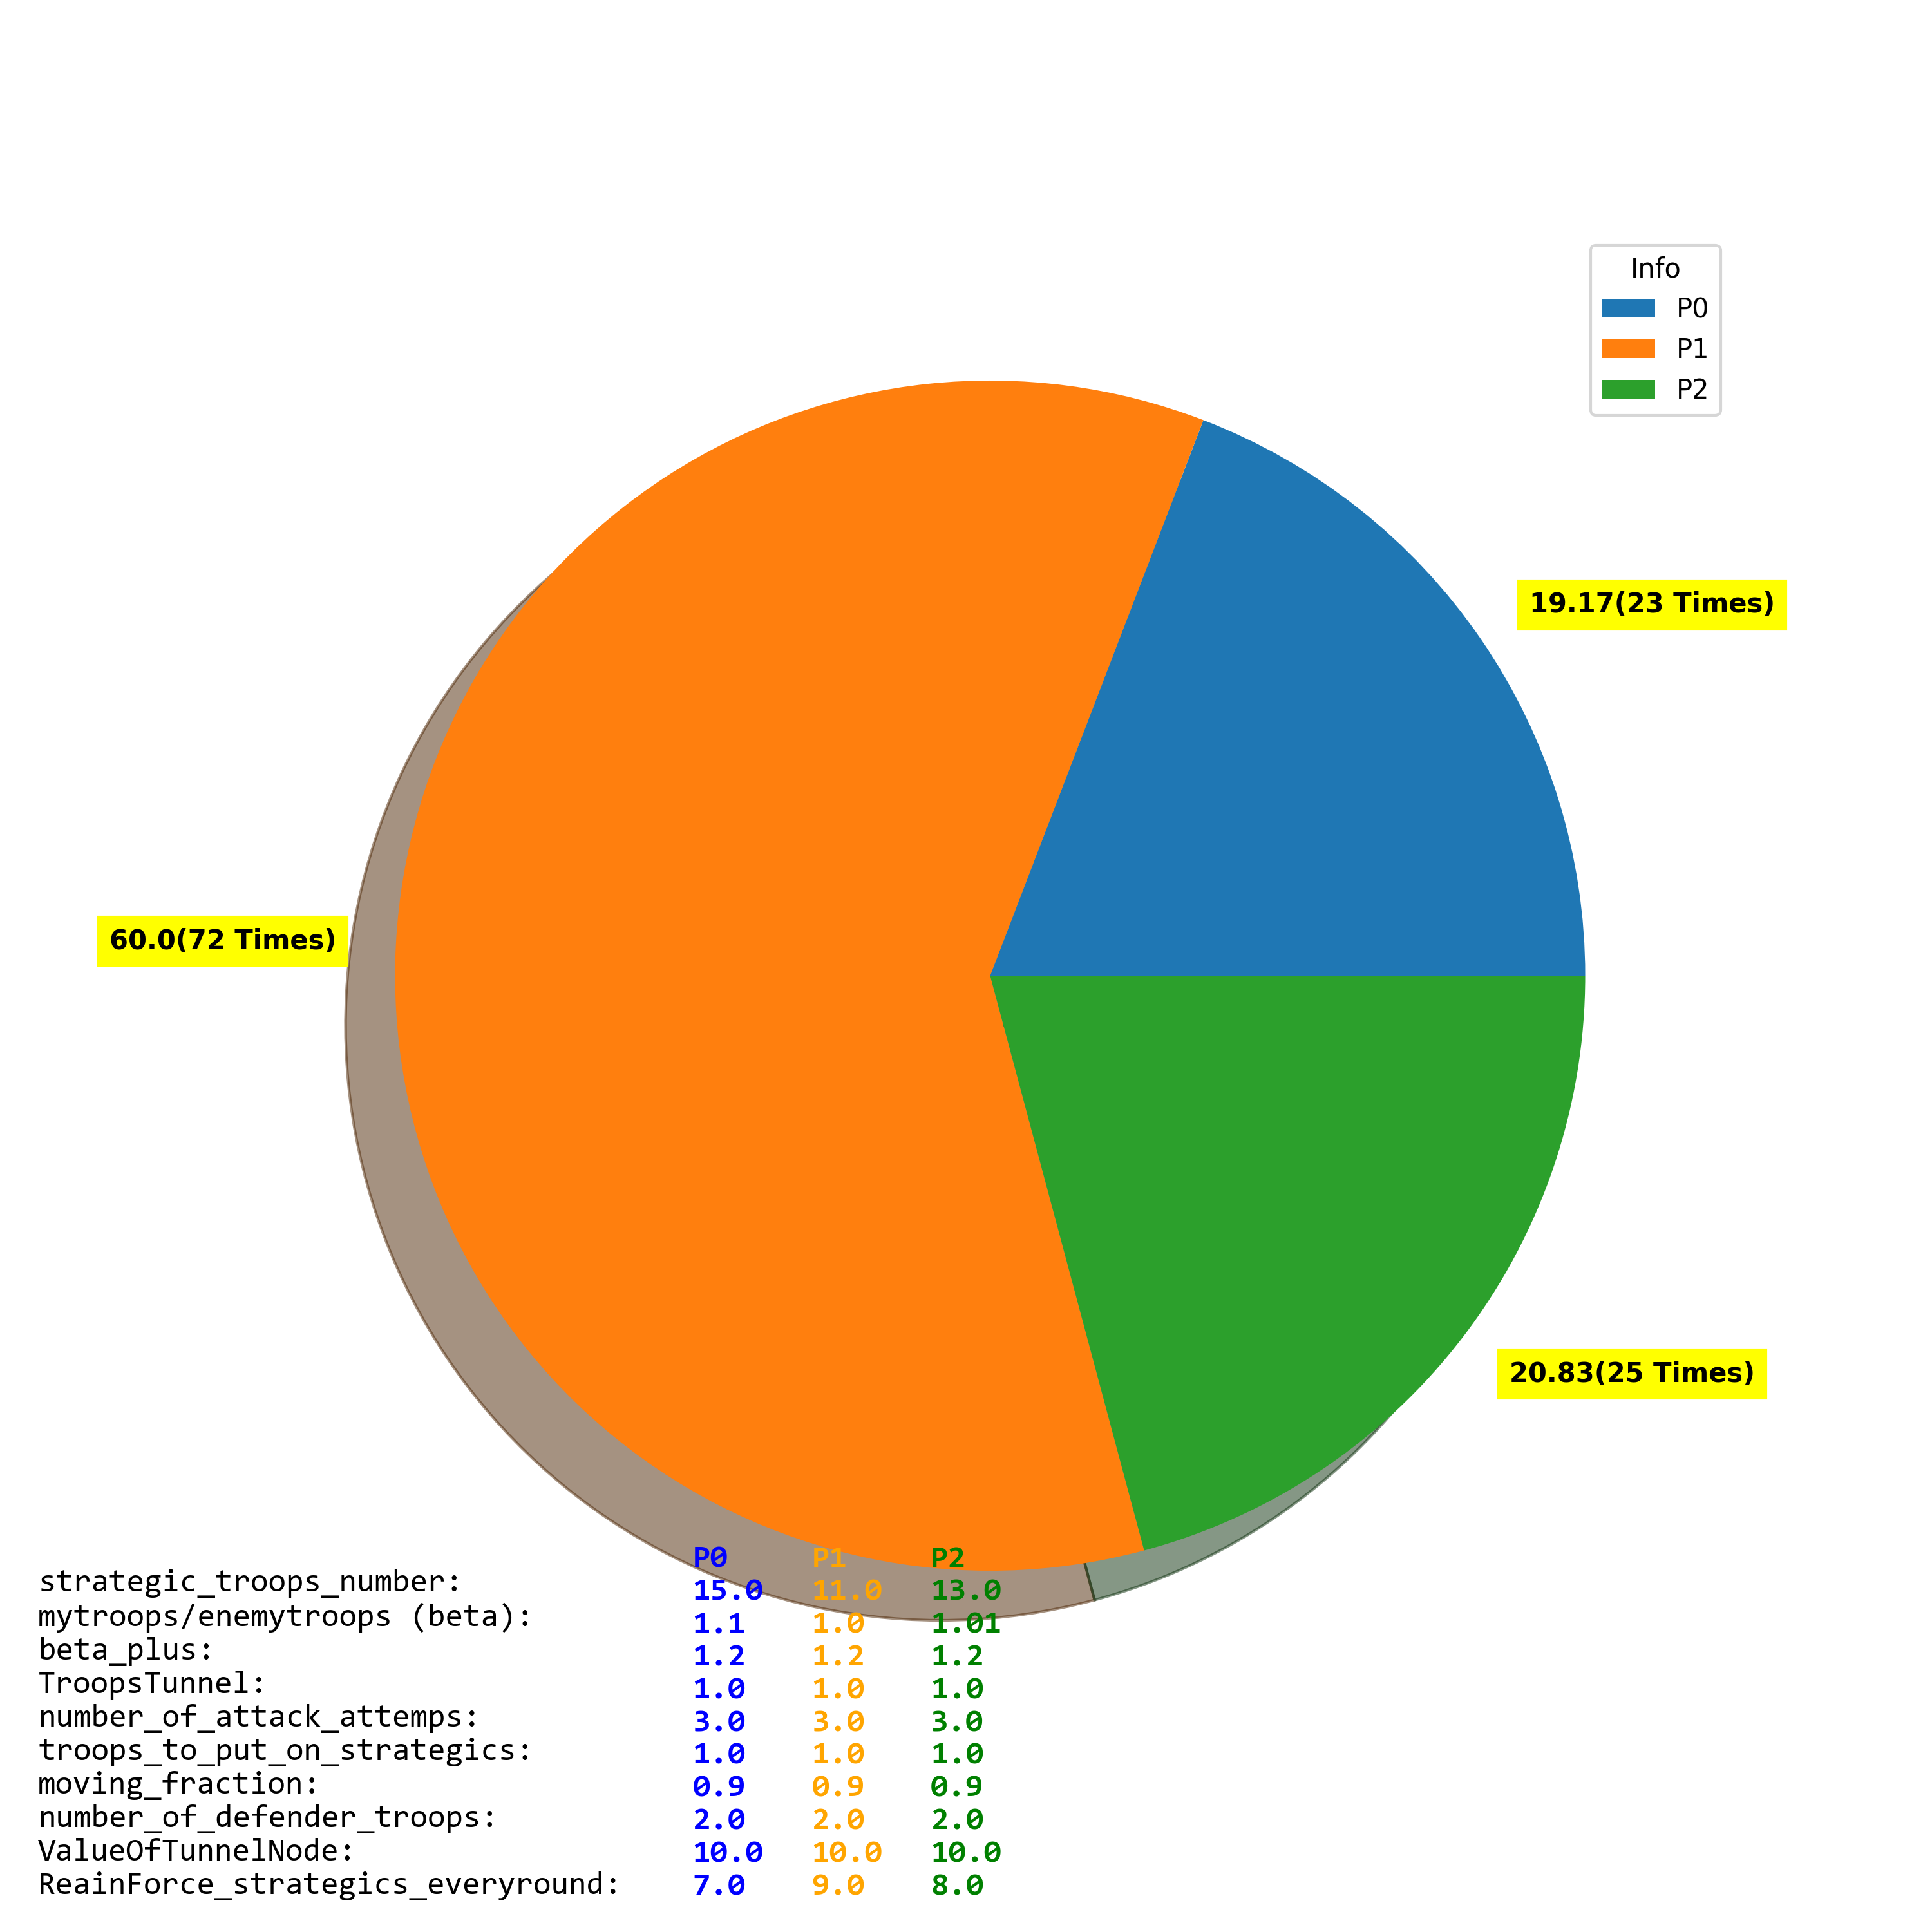 Info
P0
P1
P2
19.17(23 Times)
60.0(72 Times)
20.83(25 Times)
P0 P1 P2
strategic_troops_number: 15.0 11.0 13.0
mytroops/enemytroops (beta): 1.1 1.0 1.01
beta_plus: 1.2 1.2 1.2
TroopsTunnel: 1.0 1.0 1.0
number_of_attack_attemps: 3.0 3.0 3.0
troops_to_put_on_strategics: 1.0 1.0 1.0
moving_fraction: 0.9 0.9 0.9
number_of_defender_troops: 2.0 2.0 2.0
ValueOfTunnelNode: 10.0 10.0 10.0
ReainForce_strategics_everyround: 7.0 9.0 8.0